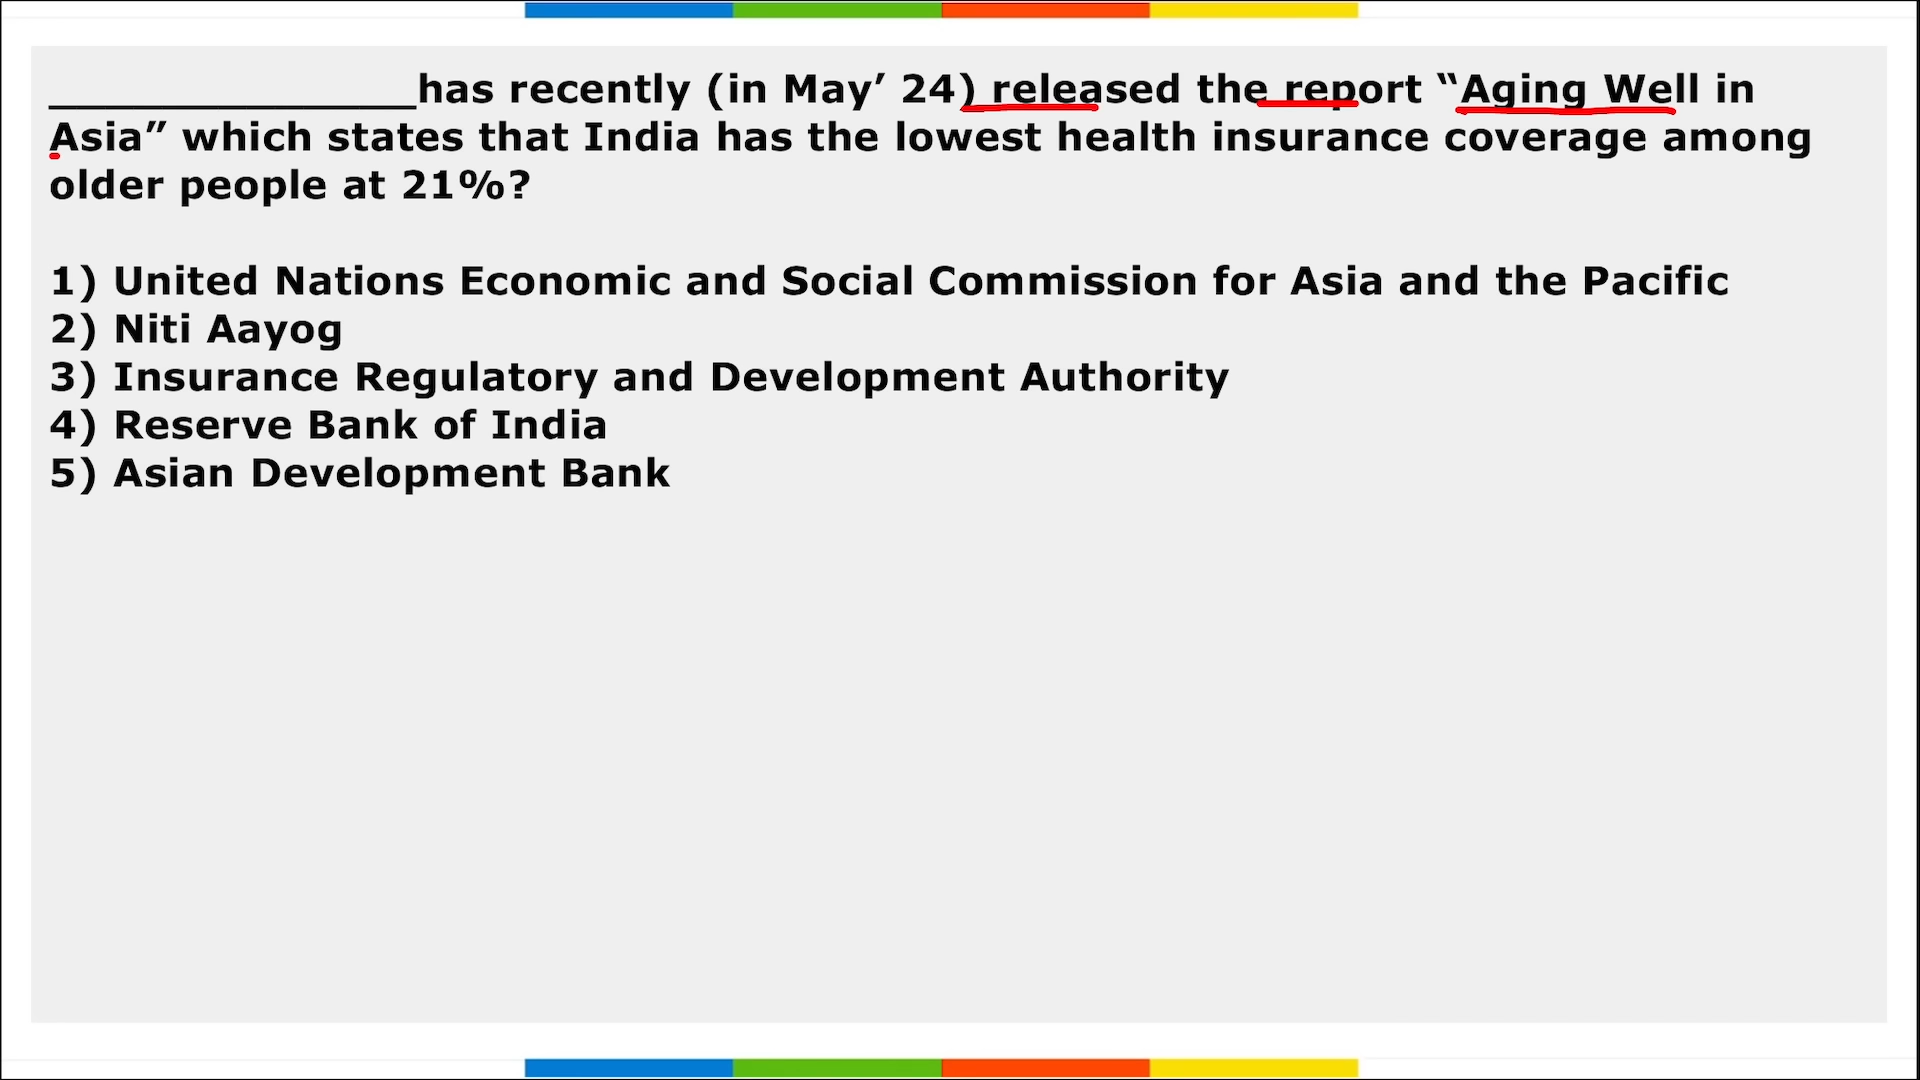 _______________has recently (in May’ 24) released the report “Aging Well in
Asia” which states that India has the lowest health insurance coverage among
older people at 21%?
1) United Nations Economic and Social Commission for Asia and the Pacific
2) Niti Aayog
3) Insurance Regulatory and Development Authority
4) Reserve Bank of India
5) Asian Development Bank